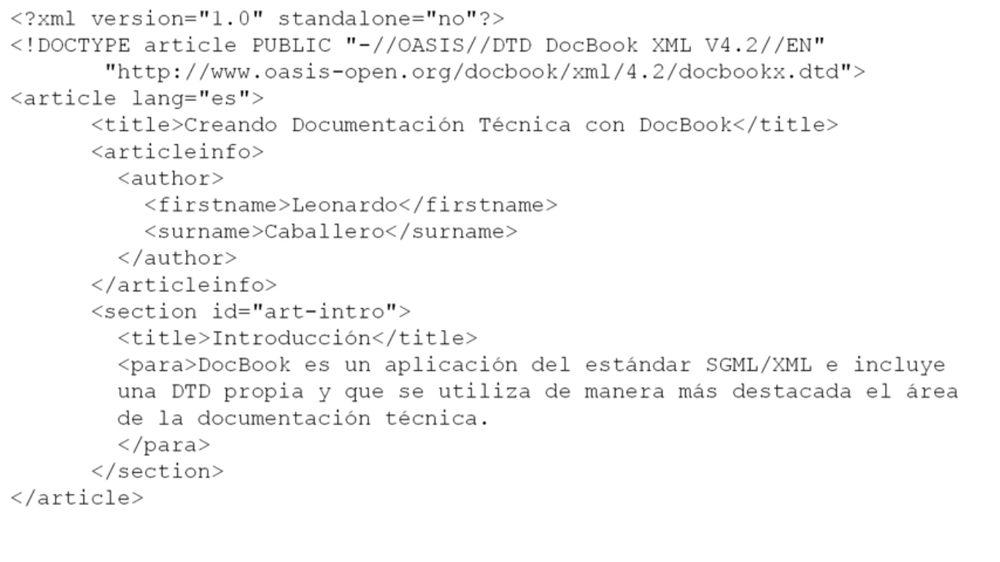 <?xml version="1.0" standalone="no"?>
<!DOCTYPE article PUBLIC "-//OASIS//DTD DocBook XML V4.2//EN"
"http://www.oasis-open.org/docbook/xml/4.2/docbookx.dtd">
<article lang="es">
<title>Creando Documentación Técnica con DocBook</title>
<articleinfo>
<author>
<firstname>Leonardo</firstname>
<surname>Caballero</surname>
</author>
</articleinfo>
<section id="art-intro">
<title>Introducción</title>
<para>DocBook es un aplicación del estándar SGML/XML e incluye
una DTD propia y que se utiliza de manera más destacada el área
de la documentación técnica.
</para>
</section>
</article>